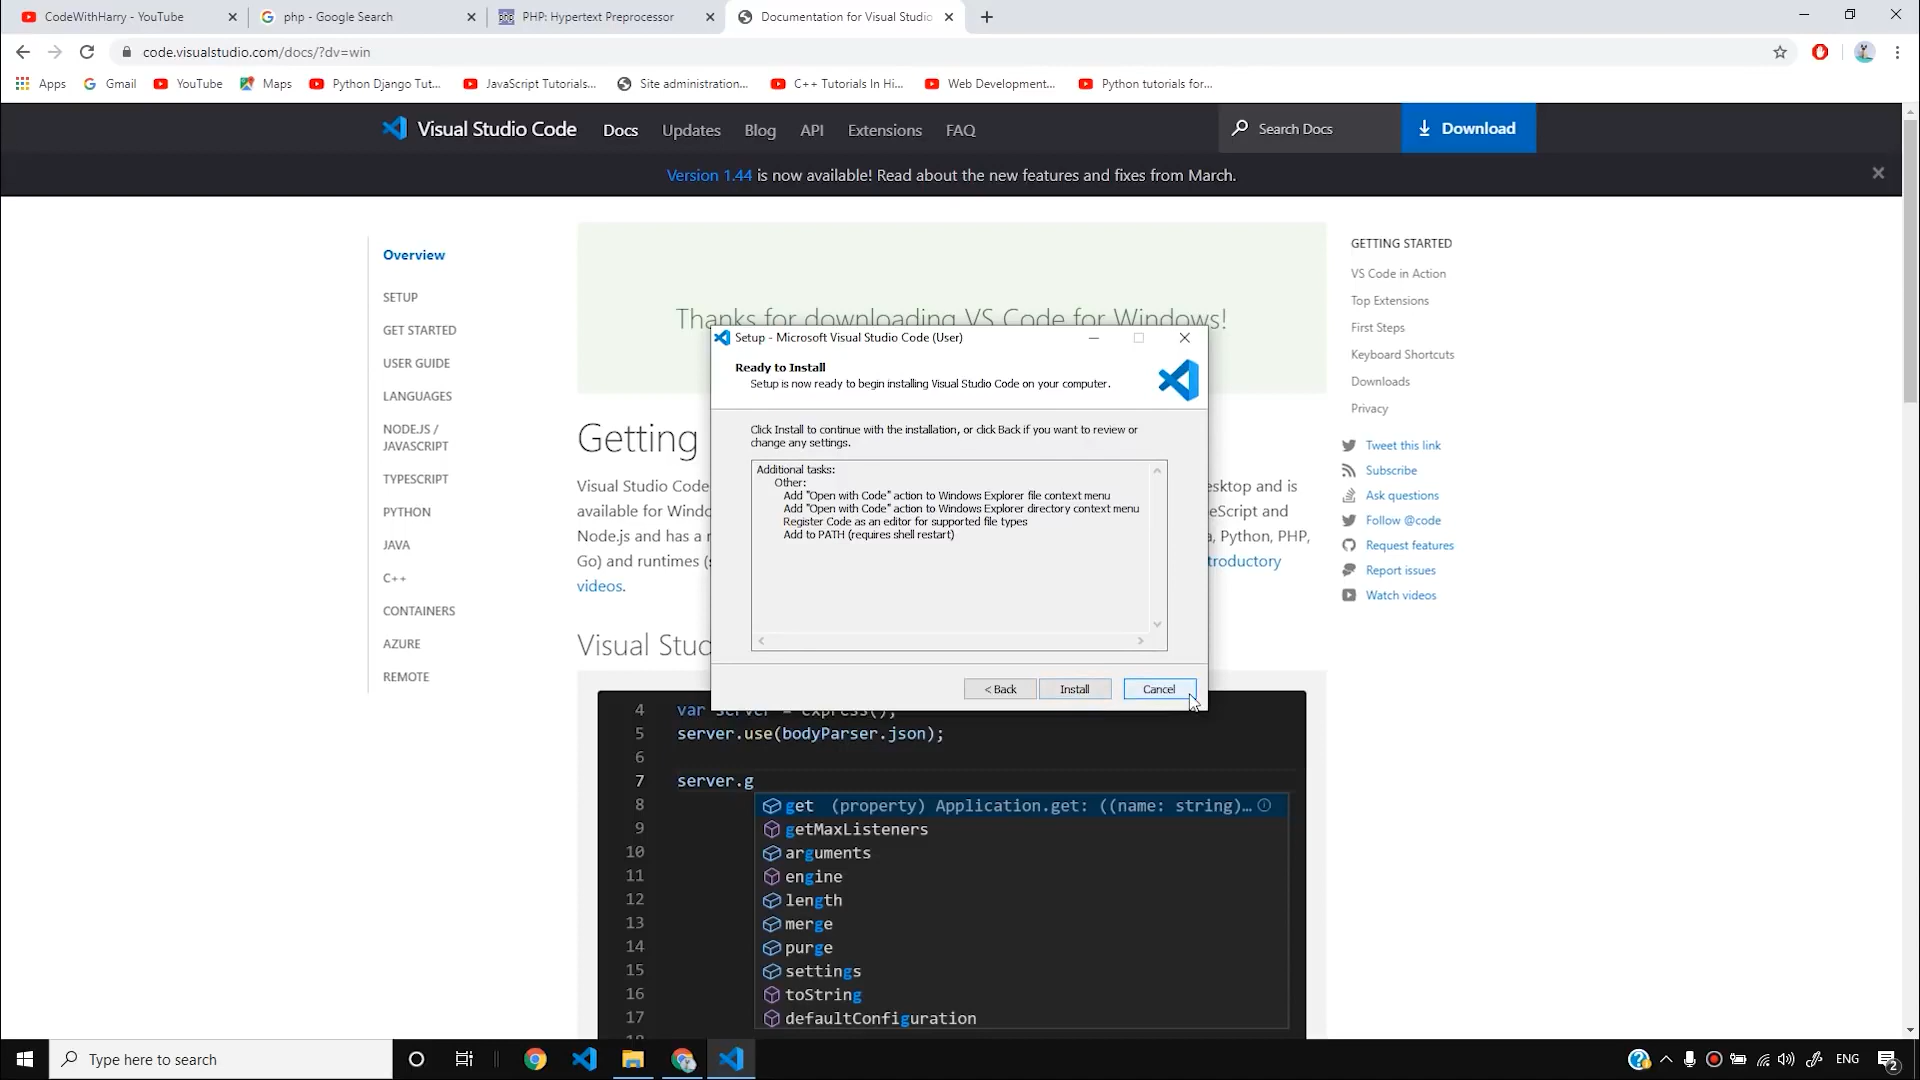 CodeWithHarry - YouTube
php - Google Search
PHP: Hypertext Preprocessor
Documentation for Visual Studio
code.visualstudio.com/docs/?dv=win
Apps
Gmail
YouTube
Maps
Python Django Tut...
JavaScript Tutorials...
Site administration...
C++ Tutorials In Hi...
Web Development...
Python tutorials for...
Visual Studio Code
Docs
Updates
Blog
API
Extensions
FAQ
Search Docs
Download
Version 1.44 is now available! Read about the new features and fixes from March.
Overview
SETUP
GET STARTED
USER GUIDE
LANGUAGES
NODE.JS /
JAVASCRIPT
TYPESCRIPT
PYTHON
JAVA
C++
CONTAINERS
AZURE
REMOTE
Thanks for downloading VS Code for Windows!
Getting
Visual Studio Code
available for Windo
Node.js and has a r
Go) and runtimes (s
videos.
esktop and is
eScript and
a, Python, PHP,
troductory
Visual Stud
Setup - Microsoft Visual Studio Code (User)
Ready to Install
Setup is now ready to begin installing Visual Studio Code on your computer.
Click Install to continue with the installation, or click Back if you want to review or
change any settings.
Additional tasks:
Other:
Add "Open with Code" action to Windows Explorer file context menu
Add "Open with Code" action to Windows Explorer directory context menu
Register Code as an editor for supported file types
Add to PATH (requires shell restart)
< Back
Install
Cancel
4 var server = express();
5 server.use(bodyParser.json);
6
7 server.g
8 get (property) Application.get: ((name: string)...
9 getMaxListeners
10 arguments
11 engine
12 length
13 merge
14 purge
15 settings
16 toString
17 defaultConfiguration
GETTING STARTED
VS Code in Action
Top Extensions
First Steps
Keyboard Shortcuts
Downloads
Privacy
Tweet this link
Subscribe
Ask questions
Follow @code
Request features
Report issues
Watch videos
Type here to search
ENG
2